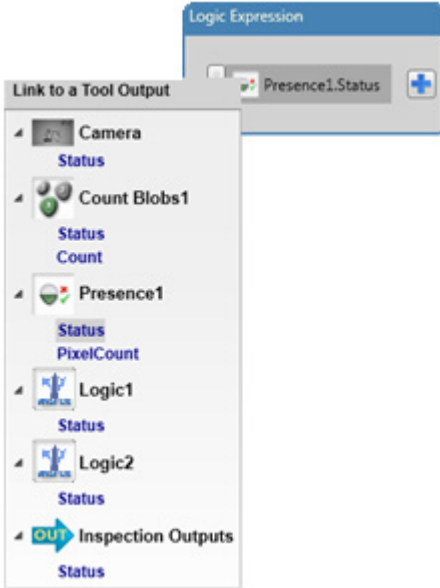 Logic Expression
Presence1.Status
Link to a Tool Output
Camera
Status
Count Blobs1
Status
Count
Presence1
Status
PixelCount
Logic1
Status
Logic2
Status
OUT Inspection Outputs
Status